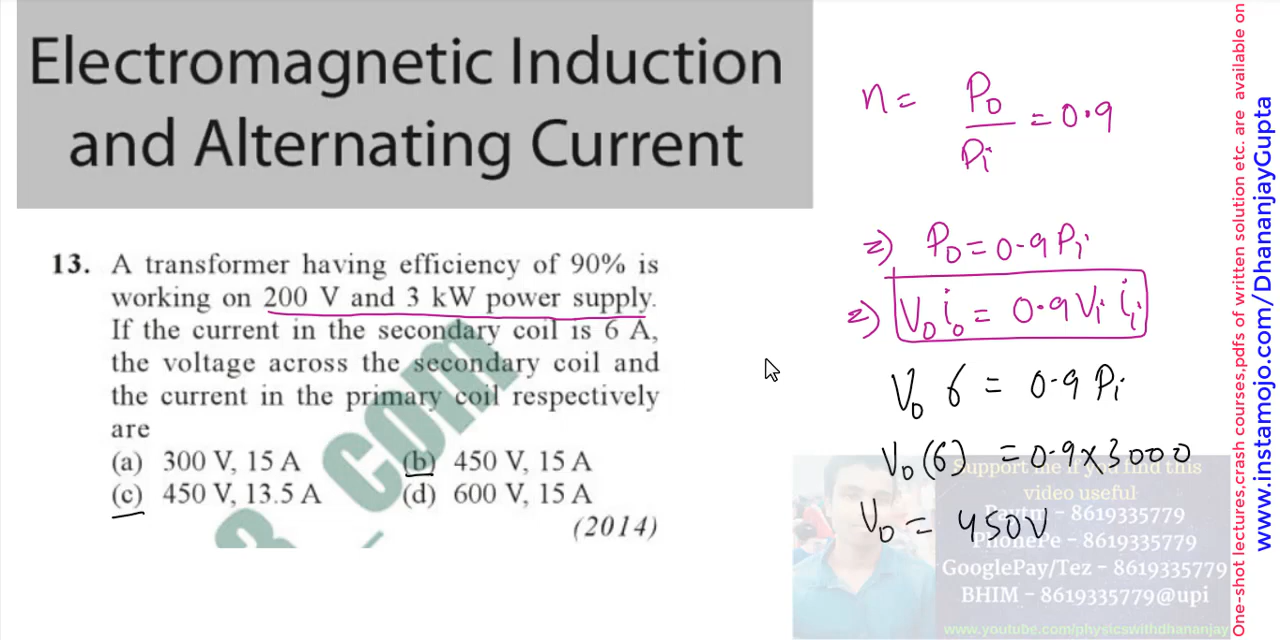 Electromagnetic Induction
and Alternating Current
13. A transformer having efficiency of 90% is
working on 200 V and 3 kW power supply.
If the current in the secondary coil is 6 A,
the voltage across the secondary coil and
the current in the primary coil respectively
are
(a) 300 V, 15 A (b) 450 V, 15 A
(c) 450 V, 13.5 A (d) 600 V, 15 A
(2014)
_COM
n = Po/Pi = 0.9
=) Po = 0.9 Pi
=) Vo io = 0.9 Vi ii
Vo 6 = 0.9 Pi
Vo (6) = 0.9 x 3000
Vo = 450V
Support me if you find this
video useful
Paytm - 8619335779
PhonePe - 8619335779
GooglePay/Tez - 8619335779
BHIM - 8619335779@upi
www.youtube.com/physicswithdhananjay
One-shot lectures,crash courses,pdfs of written solution etc. are available on
www.instamojo.com/DhananjayGupta